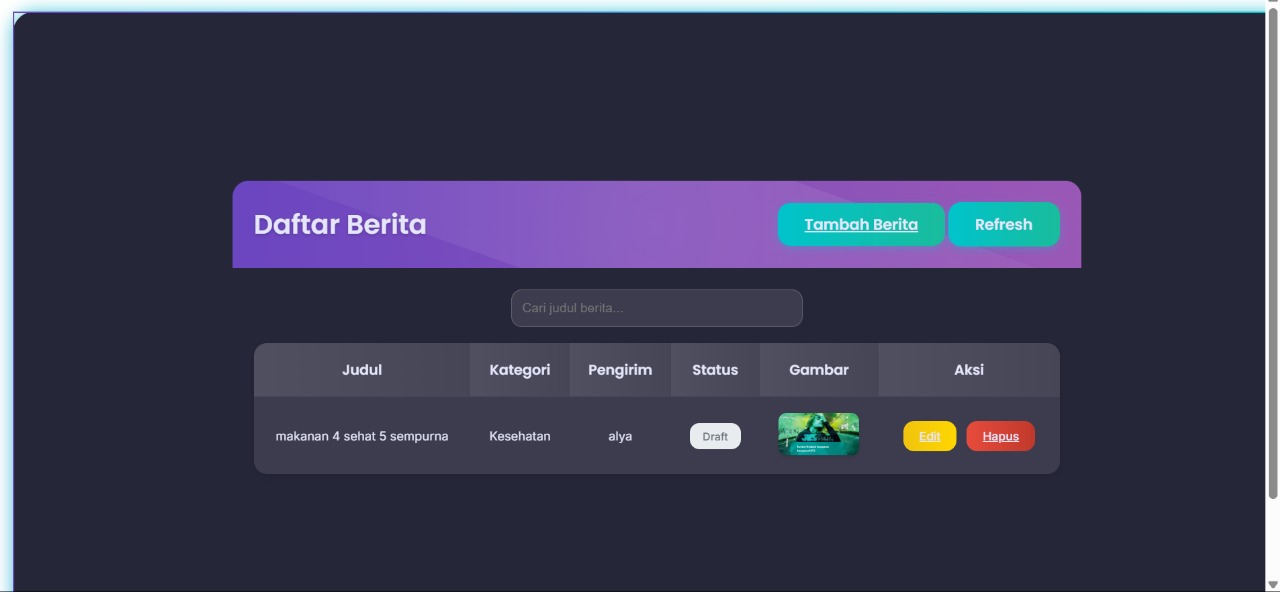 Daftar Berita
Tambah Berita
Refresh
Cari judul berita...
Judul Kategori Pengirim Status Gambar Aksi
makanan 4 sehat 5 sempurna Kesehatan alya Draft Edit Hapus